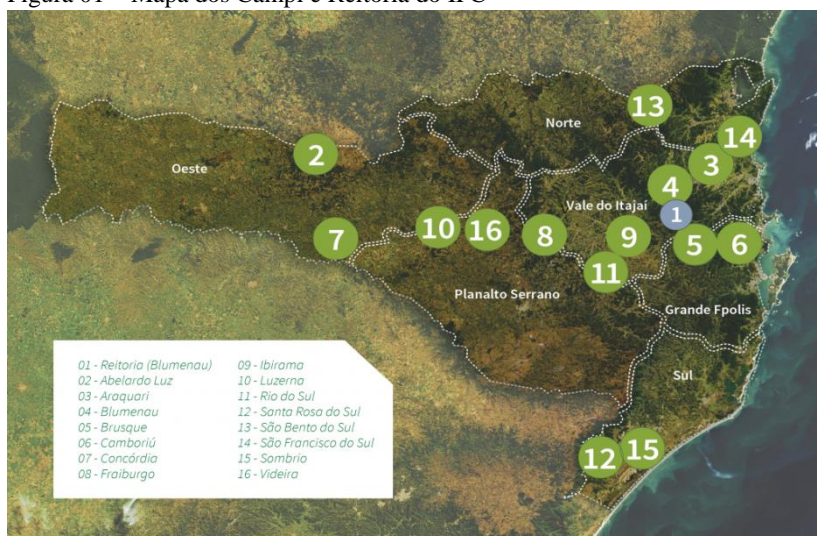 Figura 01 – Mapa dos Campi e Reitoria do IFC
13
Norte
14
2
3
Oeste
4
Vale do Itajaí
1
10
16
8
9
5
6
7
11
Planalto Serrano
Grande Fpolis
Sul
12
15
01 - Reitoria (Blumenau)
02 - Abelardo Luz
03 - Araquari
04 - Blumenau
05 - Brusque
06 - Camboriú
07 - Concórdia
08 - Fraiburgo
09 - Ibirama
10 - Luzerna
11 - Rio do Sul
12 - Santa Rosa do Sul
13 - São Bento do Sul
14 - São Francisco do Sul
15 - Sombrio
16 - Videira